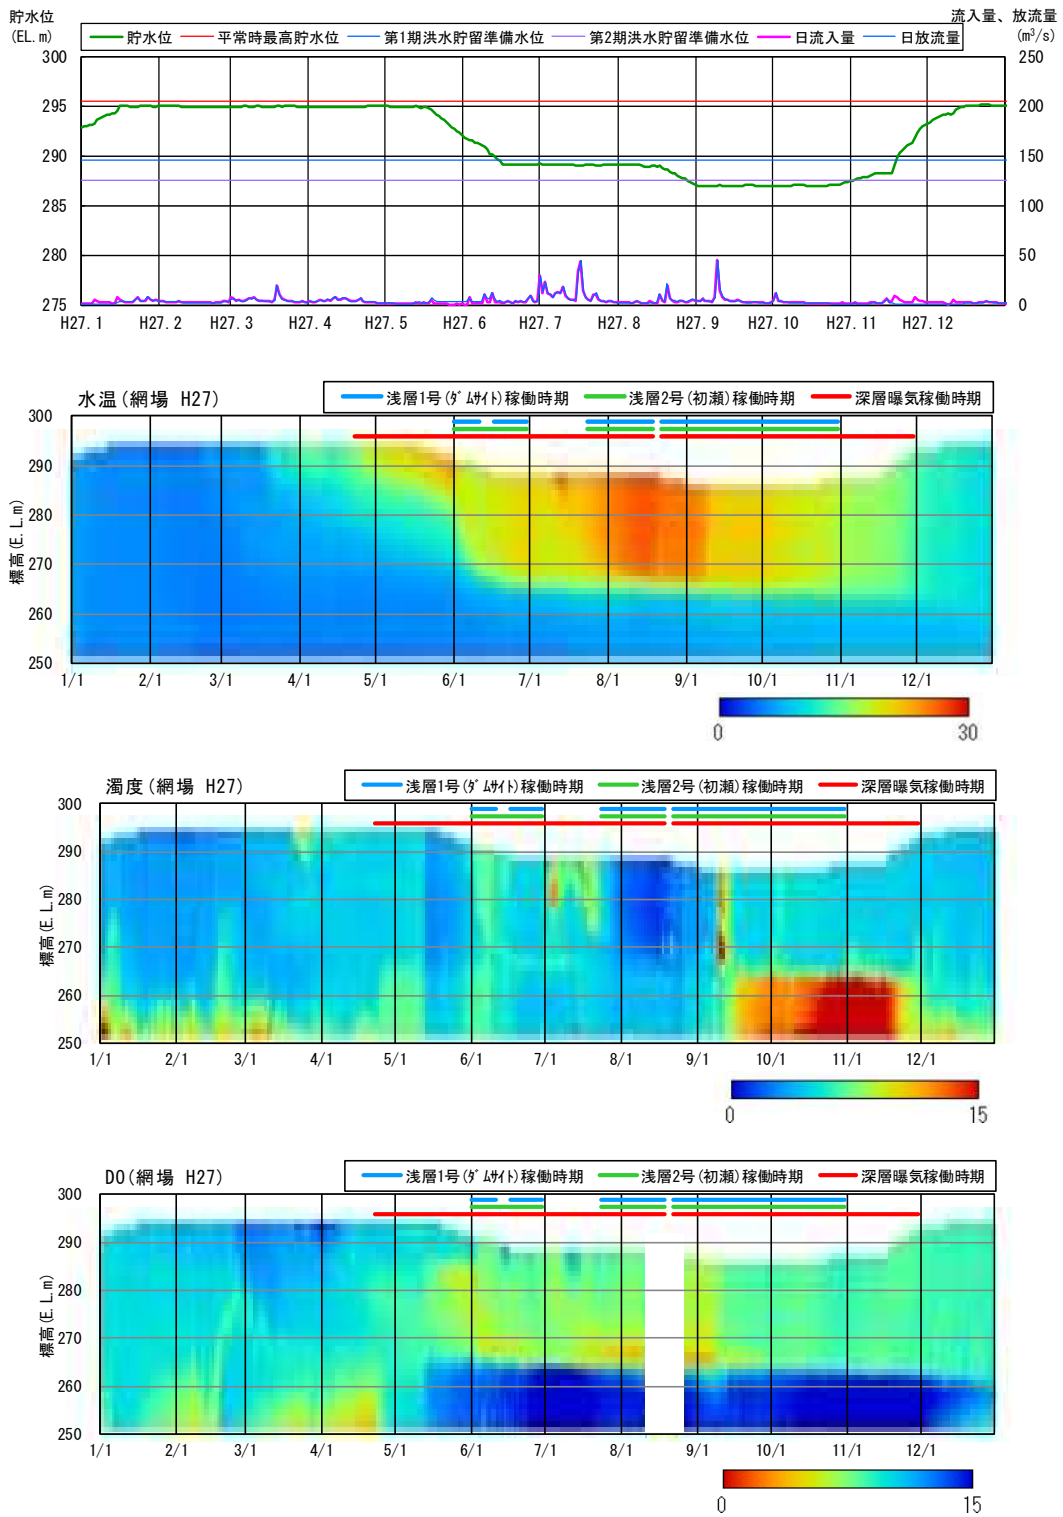 貯水位 流入量、放流量
(EL.m) (m³/s)
貯水位 平常時最高貯水位 第1期洪水貯留準備水位 第2期洪水貯留準備水位 日流入量 日放流量
300 250
295 200
290 150
285 100
280 50
275 0
H27.1 H27.2 H27.3 H27.4 H27.5 H27.6 H27.7 H27.8 H27.9 H27.10 H27.11 H27.12
水温(網場 H27) 浅層1号(ﾀﾞﾑｻｲﾄ)稼働時期 浅層2号(初瀬)稼働時期 深層曝気稼働時期
標高(E.L.m)
300
290
280
270
260
250
1/1 2/1 3/1 4/1 5/1 6/1 7/1 8/1 9/1 10/1 11/1 12/1
0 30
濁度(網場 H27) 浅層1号(ﾀﾞﾑｻｲﾄ)稼働時期 浅層2号(初瀬)稼働時期 深層曝気稼働時期
標高(E.L.m)
300
290
280
270
260
250
1/1 2/1 3/1 4/1 5/1 6/1 7/1 8/1 9/1 10/1 11/1 12/1
0 15
DO(網場 H27) 浅層1号(ﾀﾞﾑｻｲﾄ)稼働時期 浅層2号(初瀬)稼働時期 深層曝気稼働時期
標高(E.L.m)
300
290
280
270
260
250
1/1 2/1 3/1 4/1 5/1 6/1 7/1 8/1 9/1 10/1 11/1 12/1
0 15